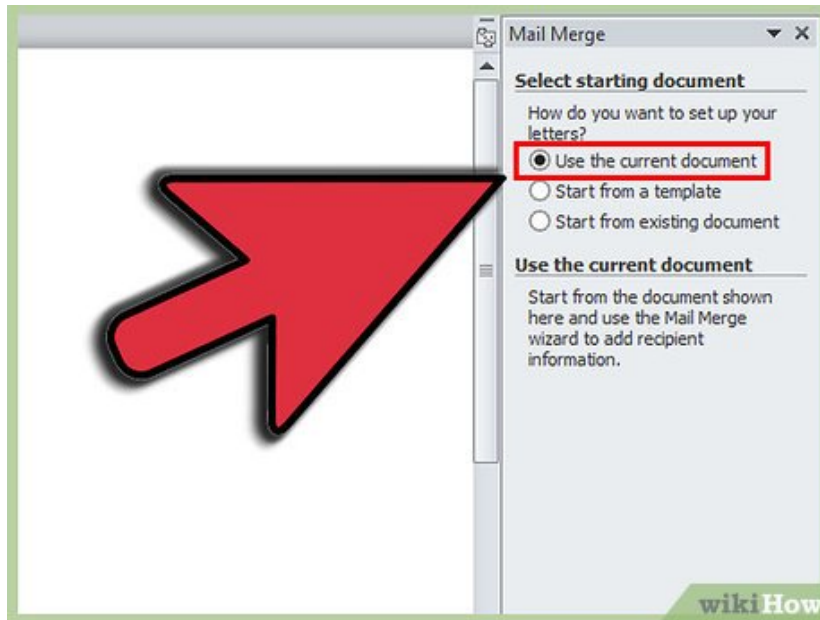 Mail Merge
Select starting document
How do you want to set up your
letters?
Use the current document
Start from a template
Start from existing document
Use the current document
Start from the document shown
here and use the Mail Merge
wizard to add recipient
information.
wikiHow